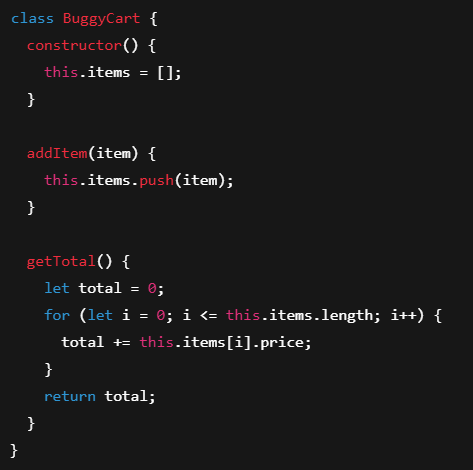 class BuggyCart {
  constructor() {
    this.items = [];
  }

  addItem(item) {
    this.items.push(item);
  }

  getTotal() {
    let total = 0;
    for (let i = 0; i <= this.items.length; i++) {
      total += this.items[i].price;
    }
    return total;
  }
}